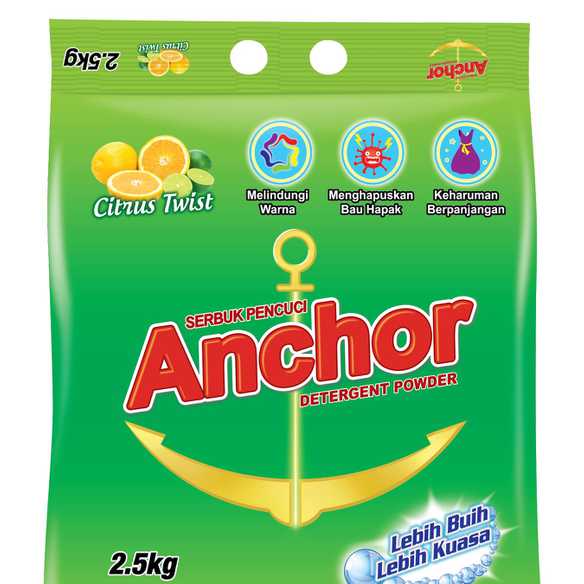 2.5kg
Citrus Twist
Anchor
Citrus Twist
Melindungi
Warna
Menghapuskan
Bau Hapak
Keharuman
Berpanjangan
SERBUK PENCUCI
Anchor
DETERGENT POWDER
Lebih Buih
Lebih Kuasa
2.5kg